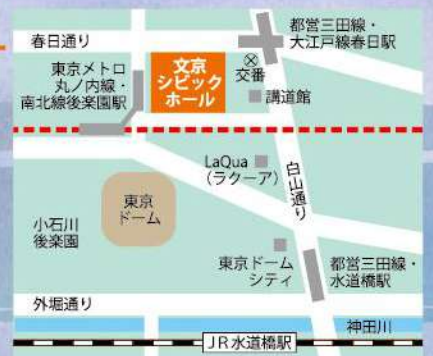 春日通り
都営三田線・
大江戸線春日駅
東京メトロ
丸ノ内線・
南北線後楽園駅
文京
シビック
ホール
交番
講道館
LaQua
(ラクーア)
白山通り
東京
ドーム
小石川
後楽園
東京ドーム
シティ
都営三田線・
水道橋駅
外堀通り
神田川
JR水道橋駅